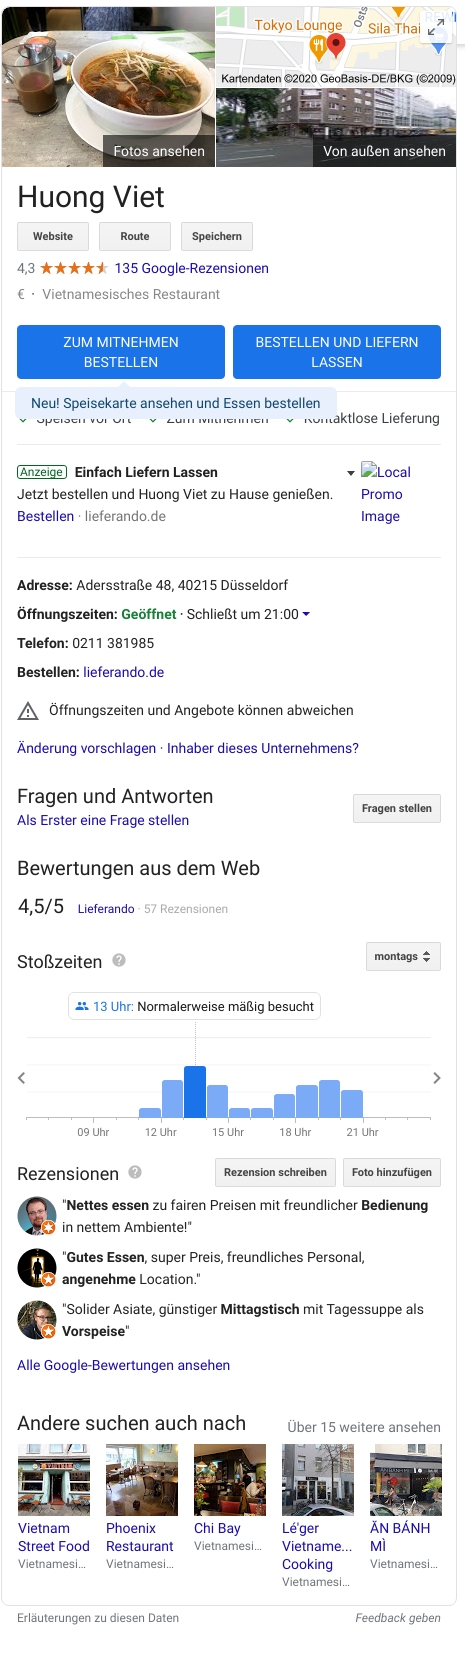 Tokyo Lounge
Osts
Sila Thai
Kartendaten ©2020 GeoBasis-DE/BKG (©2009)
Fotos ansehen
Von außen ansehen
Huong Viet
Website
Route
Speichern
4,3 135 Google-Rezensionen
€ · Vietnamesisches Restaurant
ZUM MITNEHMEN
BESTELLEN
BESTELLEN UND LIEFERN
LASSEN
Neu! Speisekarte ansehen und Essen bestellen
Speisen vor Ort Zum Mitnehmen Kontaktlose Lieferung
Anzeige Einfach Liefern Lassen
Jetzt bestellen und Huong Viet zu Hause genießen.
Bestellen · lieferando.de
Local
Promo
Image
Adresse: Adersstraße 48, 40215 Düsseldorf
Öffnungszeiten: Geöffnet · Schließt um 21:00
Telefon: 0211 381985
Bestellen: lieferando.de
Öffnungszeiten und Angebote können abweichen
Änderung vorschlagen · Inhaber dieses Unternehmens?
Fragen und Antworten
Als Erster eine Frage stellen
Fragen stellen
Bewertungen aus dem Web
4,5/5 Lieferando · 57 Rezensionen
Stoßzeiten
montags
13 Uhr: Normalerweise mäßig besucht
09 Uhr 12 Uhr 15 Uhr 18 Uhr 21 Uhr
Rezensionen
Rezension schreiben
Foto hinzufügen
"Nettes essen zu fairen Preisen mit freundlicher Bedienung
in nettem Ambiente!"
"Gutes Essen, super Preis, freundliches Personal,
angenehme Location."
"Solider Asiate, günstiger Mittagstisch mit Tagessuppe als
Vorspeise"
Alle Google-Bewertungen ansehen
Andere suchen auch nach
Über 15 weitere ansehen
Vietnam
Street Food
Vietnamesi...
Phoenix
Restaurant
Vietnamesi...
Chi Bay
Vietnamesi...
Lé'ger
Vietname...
Cooking
Vietnamesi...
ĂN BÁNH
MÌ
Vietnamesi...
Erläuterungen zu diesen Daten
Feedback geben